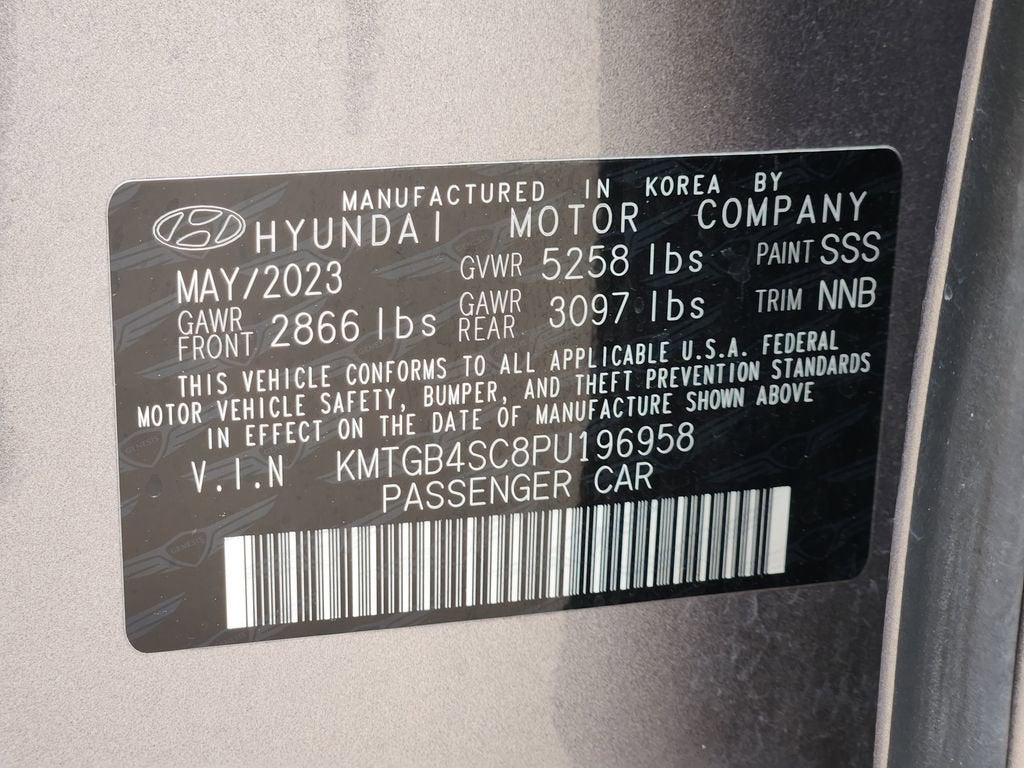 MANUFACTURED IN KOREA BY
HYUNDAI MOTOR COMPANY
MAY/2023 GVWR 5258 lbs PAINT SSS
GAWR FRONT 2866 lbs GAWR REAR 3097 lbs TRIM NNB
THIS VEHICLE CONFORMS TO ALL APPLICABLE U.S.A. FEDERAL
MOTOR VEHICLE SAFETY, BUMPER, AND THEFT PREVENTION STANDARDS
IN EFFECT ON THE DATE OF MANUFACTURE SHOWN ABOVE
V.I.N KMTGB4SC8PU196958
PASSENGER CAR